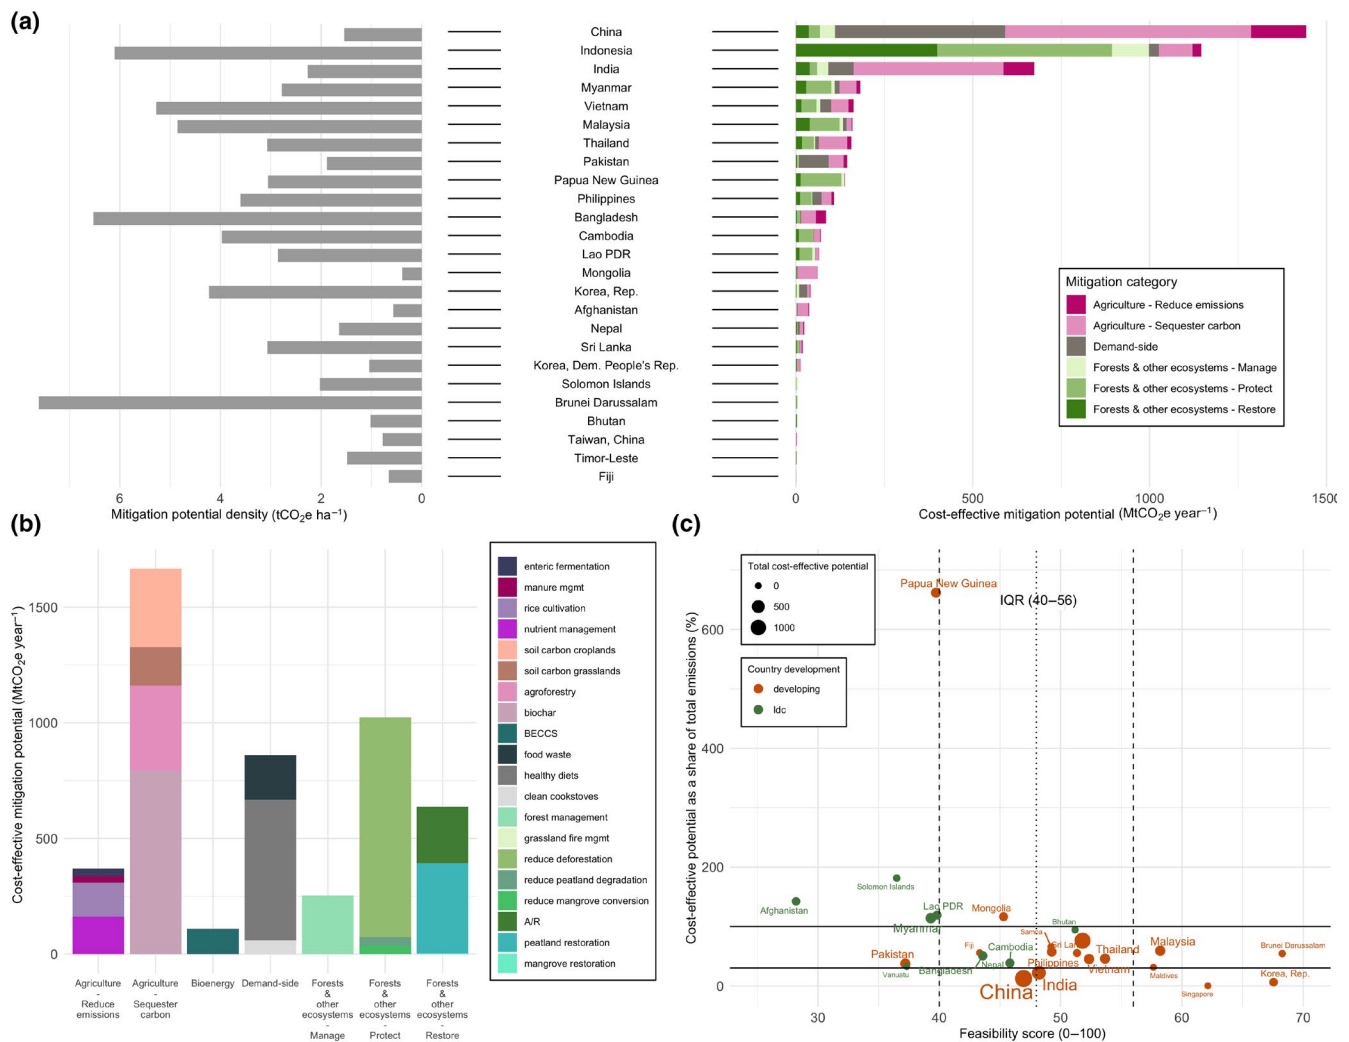 (a)
China
Indonesia
India
Myanmar
Vietnam
Malaysia
Thailand
Pakistan
Papua New Guinea
Philippines
Bangladesh
Cambodia
Lao PDR
Mongolia
Korea, Rep.
Afghanistan
Nepal
Sri Lanka
Korea, Dem. People's Rep.
Solomon Islands
Brunei Darussalam
Bhutan
Taiwan, China
Timor-Leste
Fiji
6 4 2 0
Mitigation potential density (tCO₂e ha⁻¹)
Mitigation category
Agriculture - Reduce emissions
Agriculture - Sequester carbon
Demand-side
Forests & other ecosystems - Manage
Forests & other ecosystems - Protect
Forests & other ecosystems - Restore
0 500 1000 1500
Cost-effective mitigation potential (MtCO₂e year⁻¹)
(b)
Cost-effective mitigation potential (MtCO₂e year⁻¹)
1500
1000
500
0
Agriculture
-
Reduce
emissions
Agriculture
-
Sequester
carbon
Bioenergy
Demand-side
Forests
&
other
ecosystems
-
Manage
Forests
&
other
ecosystems
-
Protect
Forests
&
other
ecosystems
-
Restore
enteric fermentation
manure mgmt
rice cultivation
nutrient management
soil carbon croplands
soil carbon grasslands
agroforestry
biochar
BECCS
food waste
healthy diets
clean cookstoves
forest management
grassland fire mgmt
reduce deforestation
reduce peatland degradation
reduce mangrove conversion
A/R
peatland restoration
mangrove restoration
(c)
Cost-effective potential as a share of total emissions (%)
600
400
200
0
Total cost-effective potential
0
500
1000
Country development
developing
ldc
Papua New Guinea
IQR (40–56)
Solomon Islands
Afghanistan
Lao PDR
Myanmar
Mongolia
Bhutan
Samoa
Fiji
Cambodia
Sri Lanka
Thailand
Malaysia
Brunei Darussalam
Pakistan
Vanuatu
Bangladesh
Nepal
Philippines
Vietnam
Maldives
Korea, Rep.
China
India
Singapore
30 40 50 60 70
Feasibility score (0–100)